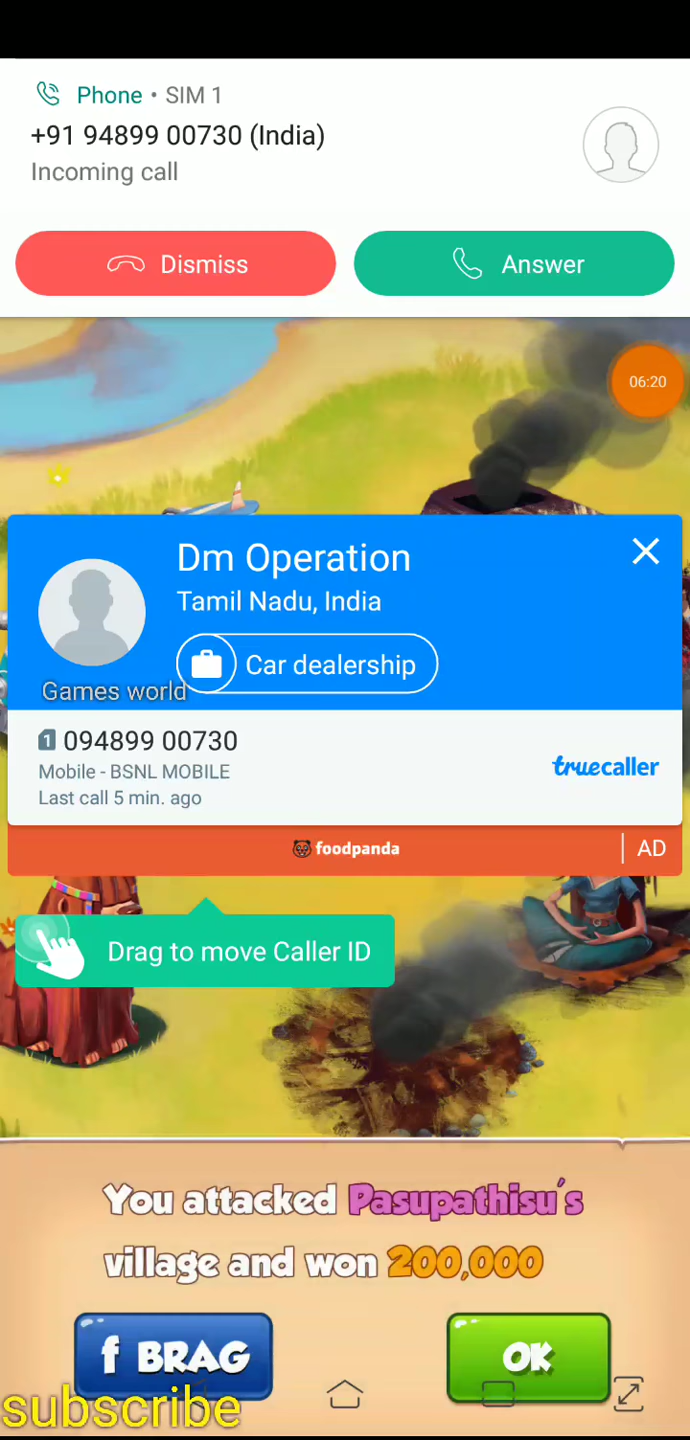 Phone • SIM 1
+91 94899 00730 (India)
Incoming call
Dismiss
Answer
06:20
Dm Operation
Tamil Nadu, India
Car dealership
Games world
1 094899 00730
Mobile - BSNL MOBILE
Last call 5 min. ago
truecaller
foodpanda
AD
Drag to move Caller ID
You attacked Pasupathisu's
village and won 200,000
f BRAG
OK
subscribe